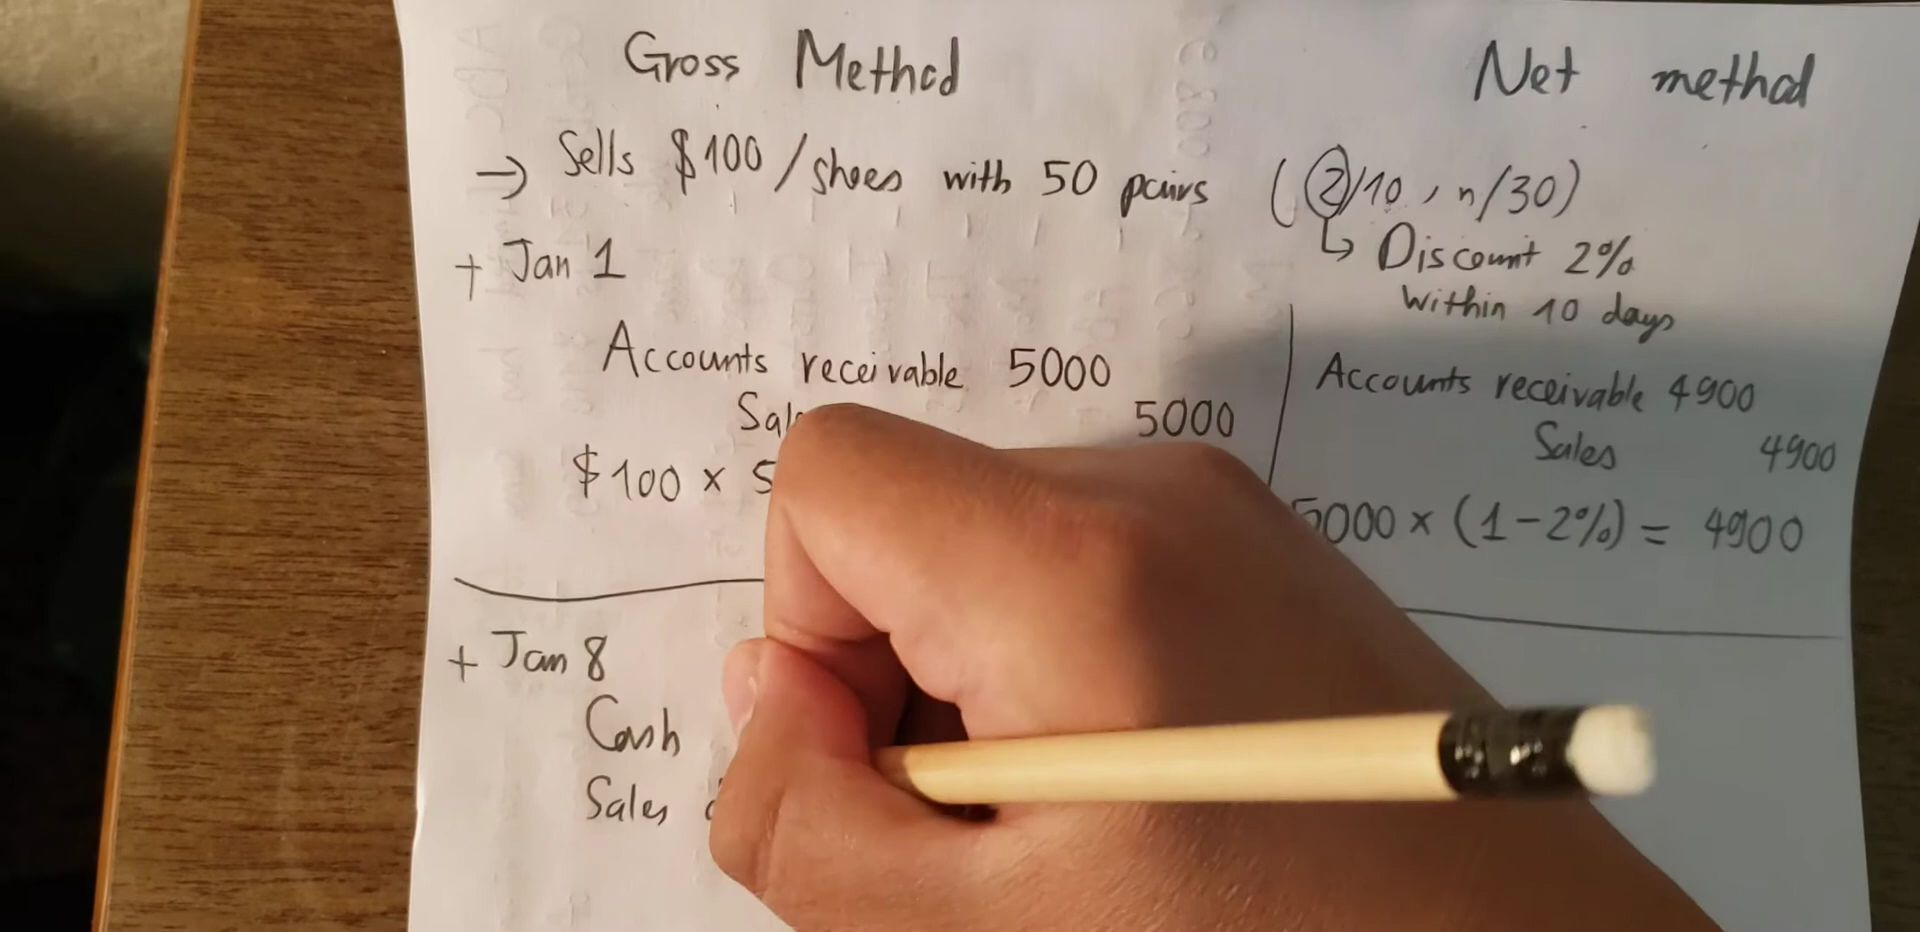 Gross Method
Net method
→ Sells $100/shoes with 50 pairs (2/10, n/30)
↳ Discount 2%
within 10 days
+ Jan 1
Accounts receivable 5000
5000
$100 ×
Accounts receivable 4900
Sales 4900
5000 × (1-2%) = 4900
+ Jan 8
Cash
Sales